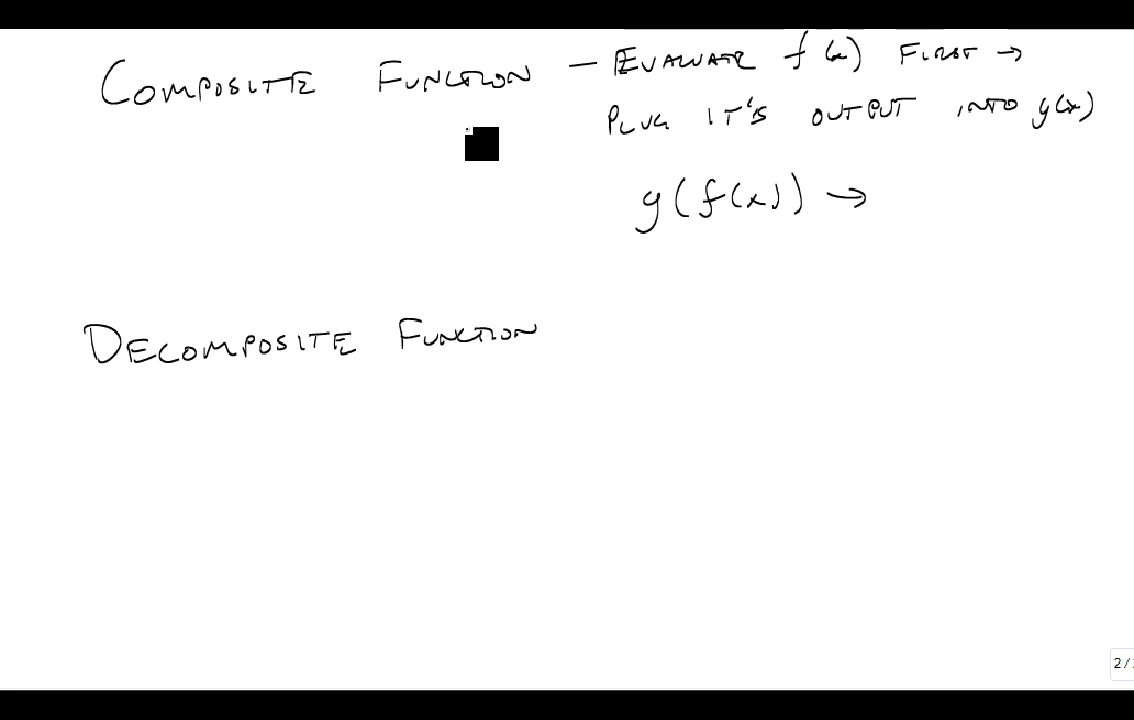 COMPOSITE FUNCTION – EVALUATE f(x) FIRST →
PLUG IT'S OUTPUT INTO g(x)
g(f(x)) →
DECOMPOSITE FUNCTION
2/